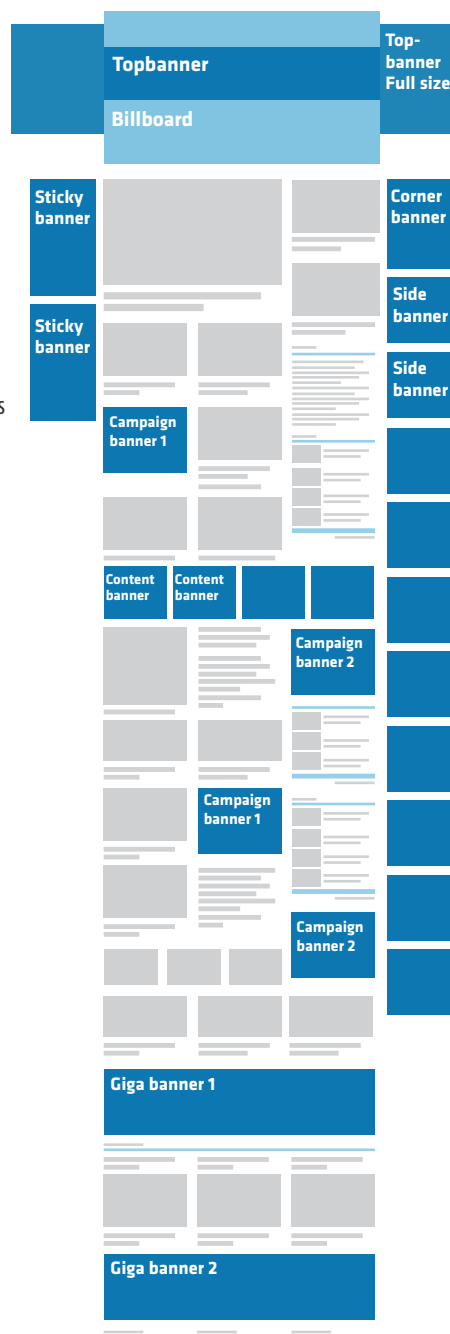 Topbanner
Billboard
Top-
banner
Full size
Sticky
banner
Corner
banner
Side
banner
Sticky
banner
Side
banner
s
Campaign
banner 1
Content
banner
Content
banner
Campaign
banner 2
Campaign
banner 1
Campaign
banner 2
Giga banner 1
Giga banner 2